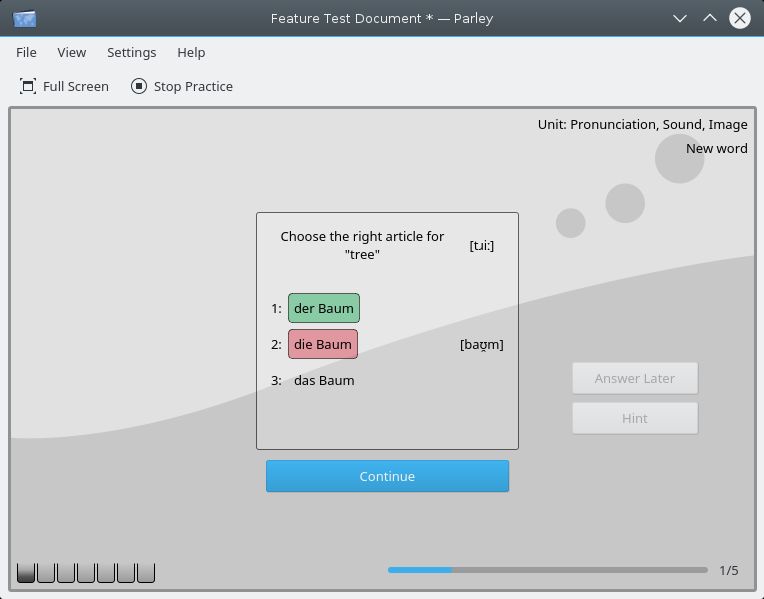 Feature Test Document * — Parley
File View Settings Help
Full Screen Stop Practice
Unit: Pronunciation, Sound, Image
New word
Choose the right article for
"tree"
[tɹiː]
1: der Baum
2: die Baum
[baʊ̯m]
3: das Baum
Answer Later
Hint
Continue
1/5